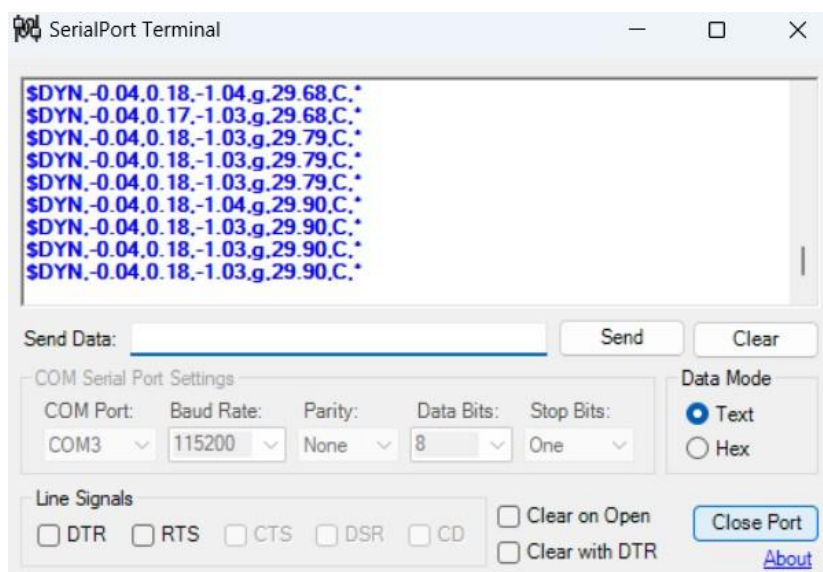 SerialPort Terminal
$DYN,-0.04,0.18,-1.04,g,29.68,C,*
$DYN,-0.04,0.17,-1.03,g,29.68,C,*
$DYN,-0.04,0.18,-1.03,g,29.79,C,*
$DYN,-0.04,0.18,-1.03,g,29.79,C,*
$DYN,-0.04,0.18,-1.03,g,29.79,C,*
$DYN,-0.04,0.18,-1.04,g,29.90,C,*
$DYN,-0.04,0.18,-1.03,g,29.90,C,*
$DYN,-0.04,0.18,-1.03,g,29.90,C,*
$DYN,-0.04,0.18,-1.03,g,29.90,C,*
Send Data: Send Clear
COM Serial Port Settings Data Mode
COM Port: Baud Rate: Parity: Data Bits: Stop Bits: Text
COM3 115200 None 8 One Hex
Line Signals
DTR RTS CTS DSR CD
Clear on Open Close Port
Clear with DTR About